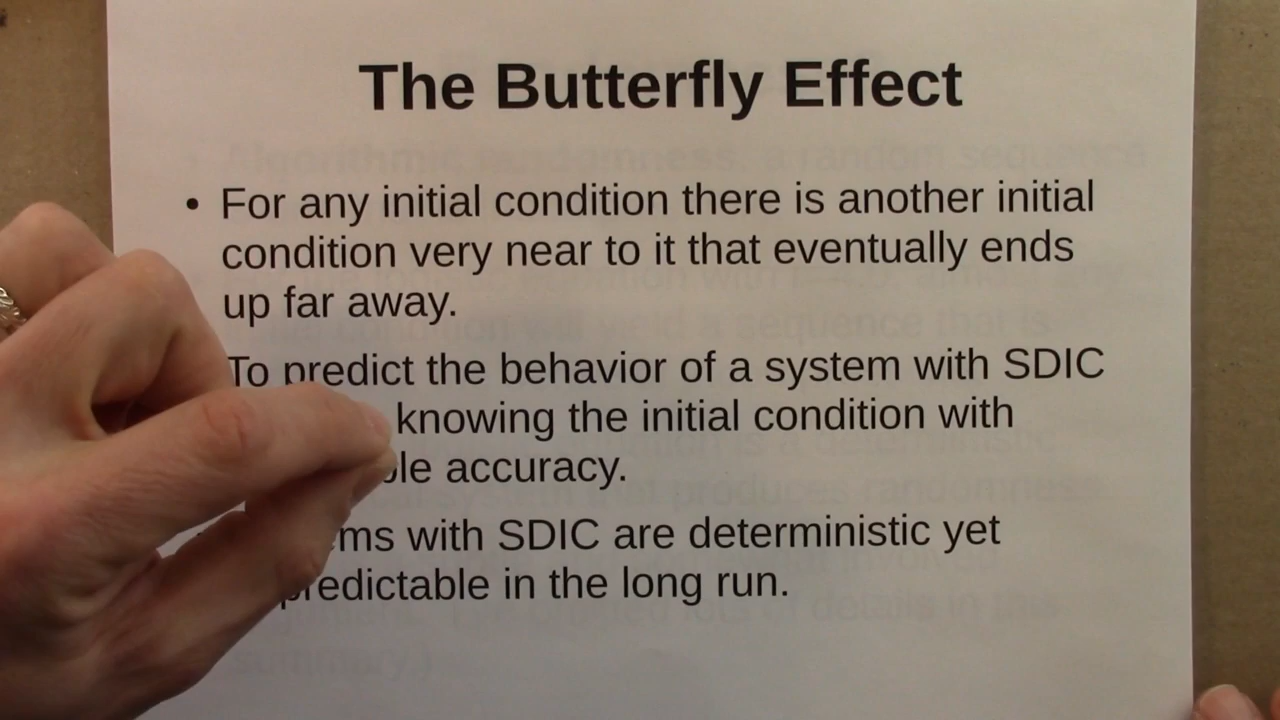 The Butterfly Effect
• For any initial condition there is another initial
condition very near to it that eventually ends
up far away.
To predict the behavior of a system with SDIC
knowing the initial condition with
accuracy.
with SDIC are deterministic yet
in the long run.